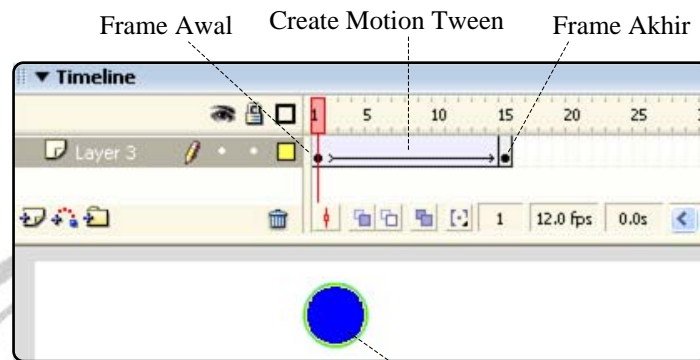 Frame Awal Create Motion Tween Frame Akhir
Timeline
1 5 10 15 20 25
Layer 3
1 12.0 fps 0.0s